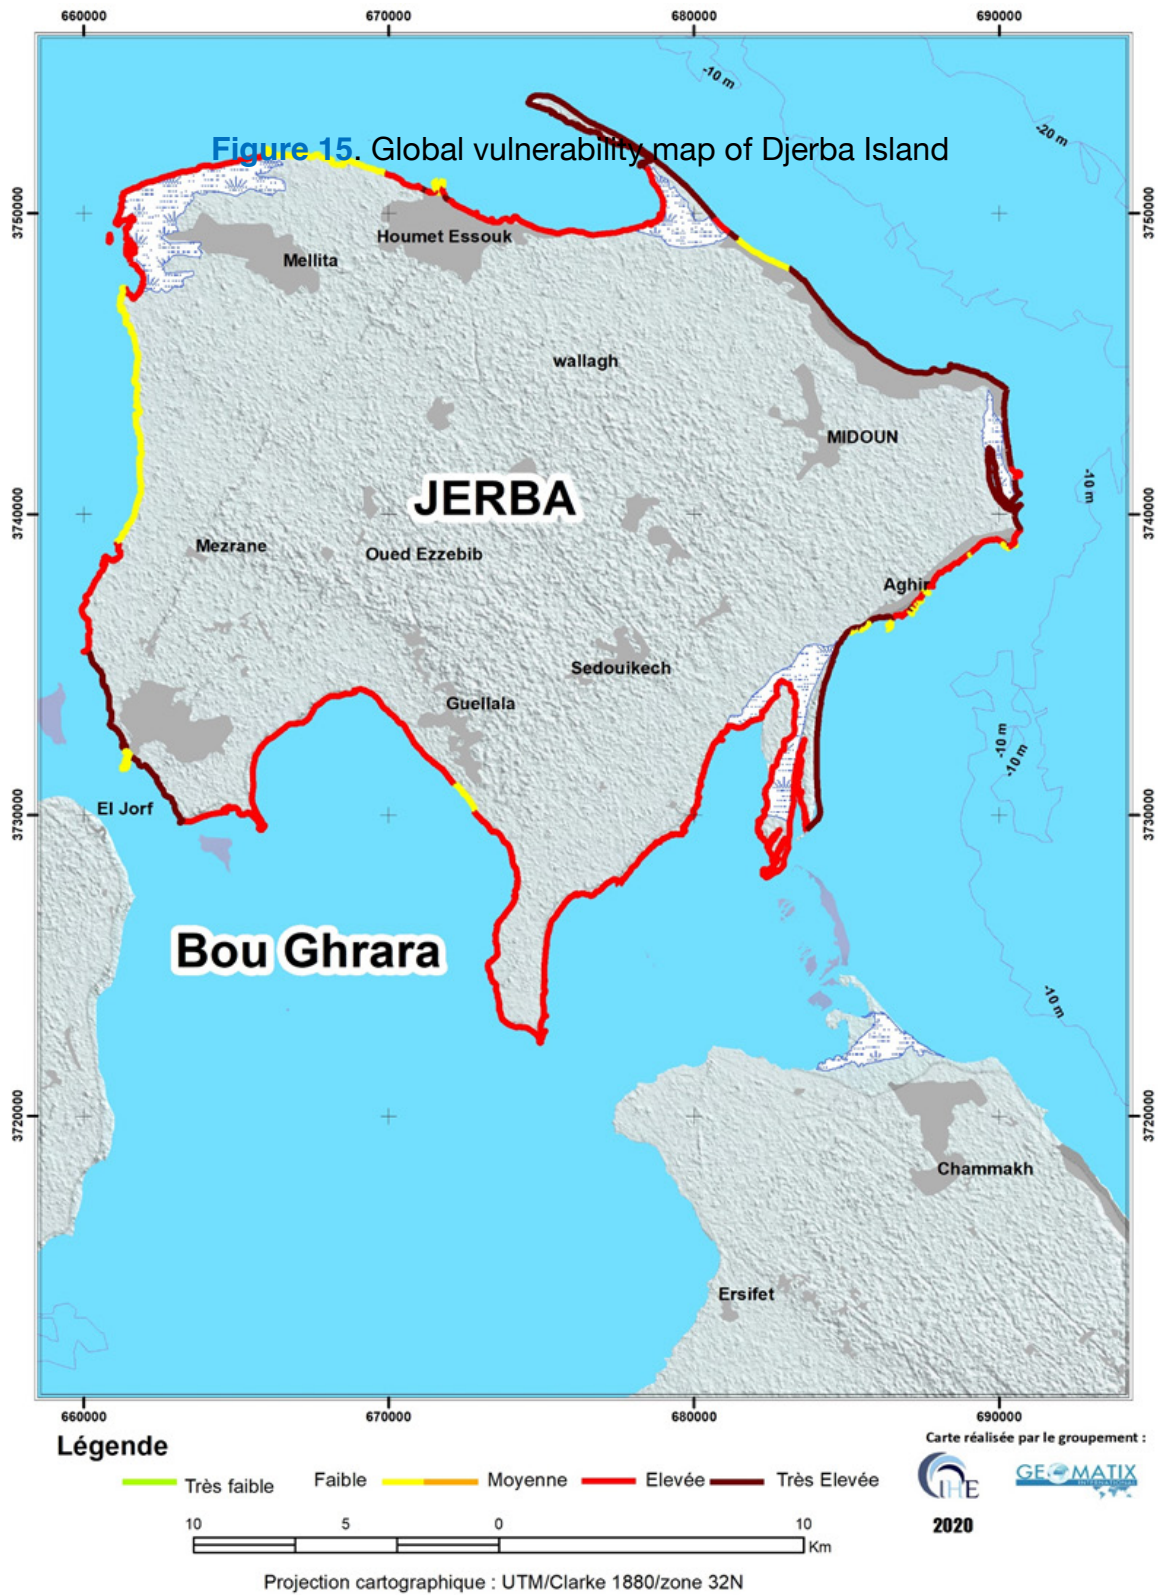 660000 670000 680000 690000
-10 m
-20 m
Figure 15. Global vulnerability map of Djerba Island
3750000 3750000
Houmet Essouk
Mellita
wallagh
MIDOUN
JERBA
-10 m
3740000 3740000
Mezrane
Oued Ezzebib
Aghir
Sedouikech
Guellala
-10 m
-10 m
El Jorf
3730000 3730000
Bou Ghrara
-10 m
3720000 3720000
Chammakh
Ersifet
660000 670000 680000 690000
Légende
Carte réalisée par le groupement :
Très faible Faible Moyenne Elevée Très Elevée
IHE
GEOMATIX
INTERNATIONAL
2020
10 5 0 10
Km
Projection cartographique : UTM/Clarke 1880/zone 32N